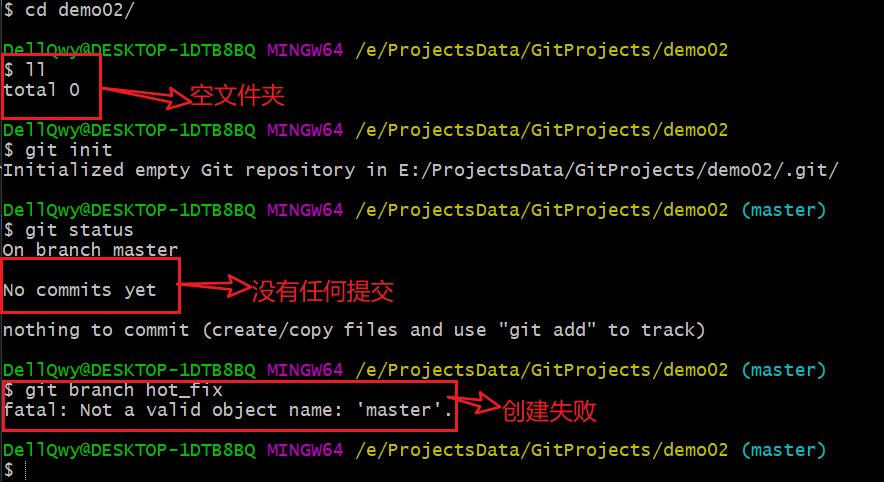 $ cd demo02/
DellQwy@DESKTOP-1DTB8BQ MINGW64 /e/ProjectsData/GitProjects/demo02
$ ll
total 0
空文件夹
DellQwy@DESKTOP-1DTB8BQ MINGW64 /e/ProjectsData/GitProjects/demo02
$ git init
Initialized empty Git repository in E:/ProjectsData/GitProjects/demo02/.git/
DellQwy@DESKTOP-1DTB8BQ MINGW64 /e/ProjectsData/GitProjects/demo02 (master)
$ git status
On branch master
No commits yet
没有任何提交
nothing to commit (create/copy files and use "git add" to track)
DellQwy@DESKTOP-1DTB8BQ MINGW64 /e/ProjectsData/GitProjects/demo02 (master)
$ git branch hot_fix
fatal: Not a valid object name: 'master'.
创建失败
DellQwy@DESKTOP-1DTB8BQ MINGW64 /e/ProjectsData/GitProjects/demo02 (master)
$